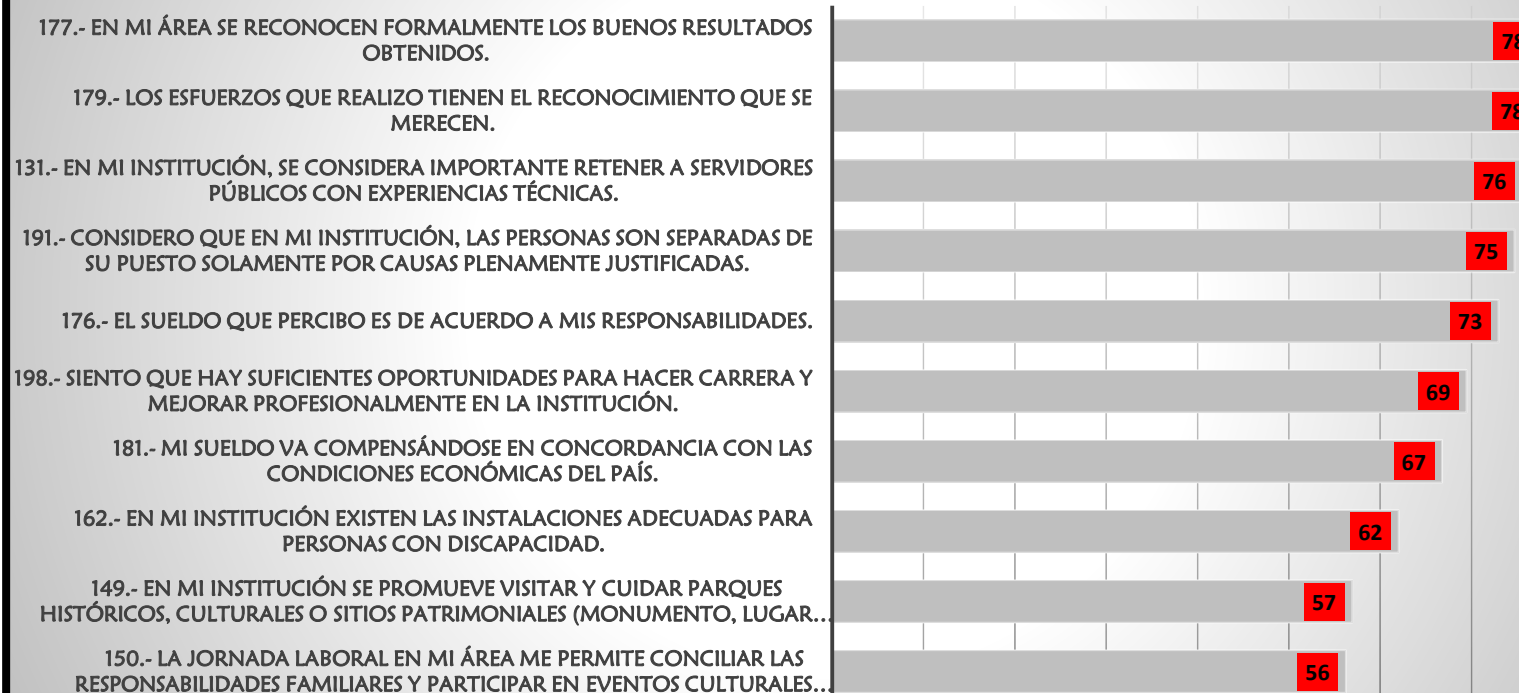 177.- EN MI ÁREA SE RECONOCEN FORMALMENTE LOS BUENOS RESULTADOS
OBTENIDOS.
78
179.- LOS ESFUERZOS QUE REALIZO TIENEN EL RECONOCIMIENTO QUE SE
MERECEN.
78
131.- EN MI INSTITUCIÓN, SE CONSIDERA IMPORTANTE RETENER A SERVIDORES
PÚBLICOS CON EXPERIENCIAS TÉCNICAS.
76
191.- CONSIDERO QUE EN MI INSTITUCIÓN, LAS PERSONAS SON SEPARADAS DE
SU PUESTO SOLAMENTE POR CAUSAS PLENAMENTE JUSTIFICADAS.
75
176.- EL SUELDO QUE PERCIBO ES DE ACUERDO A MIS RESPONSABILIDADES.
73
198.- SIENTO QUE HAY SUFICIENTES OPORTUNIDADES PARA HACER CARRERA Y
MEJORAR PROFESIONALMENTE EN LA INSTITUCIÓN.
69
181.- MI SUELDO VA COMPENSÁNDOSE EN CONCORDANCIA CON LAS
CONDICIONES ECONÓMICAS DEL PAÍS.
67
162.- EN MI INSTITUCIÓN EXISTEN LAS INSTALACIONES ADECUADAS PARA
PERSONAS CON DISCAPACIDAD.
62
149.- EN MI INSTITUCIÓN SE PROMUEVE VISITAR Y CUIDAR PARQUES
HISTÓRICOS, CULTURALES O SITIOS PATRIMONIALES (MONUMENTO, LUGAR...
57
150.- LA JORNADA LABORAL EN MI ÁREA ME PERMITE CONCILIAR LAS
RESPONSABILIDADES FAMILIARES Y PARTICIPAR EN EVENTOS CULTURALES...
56